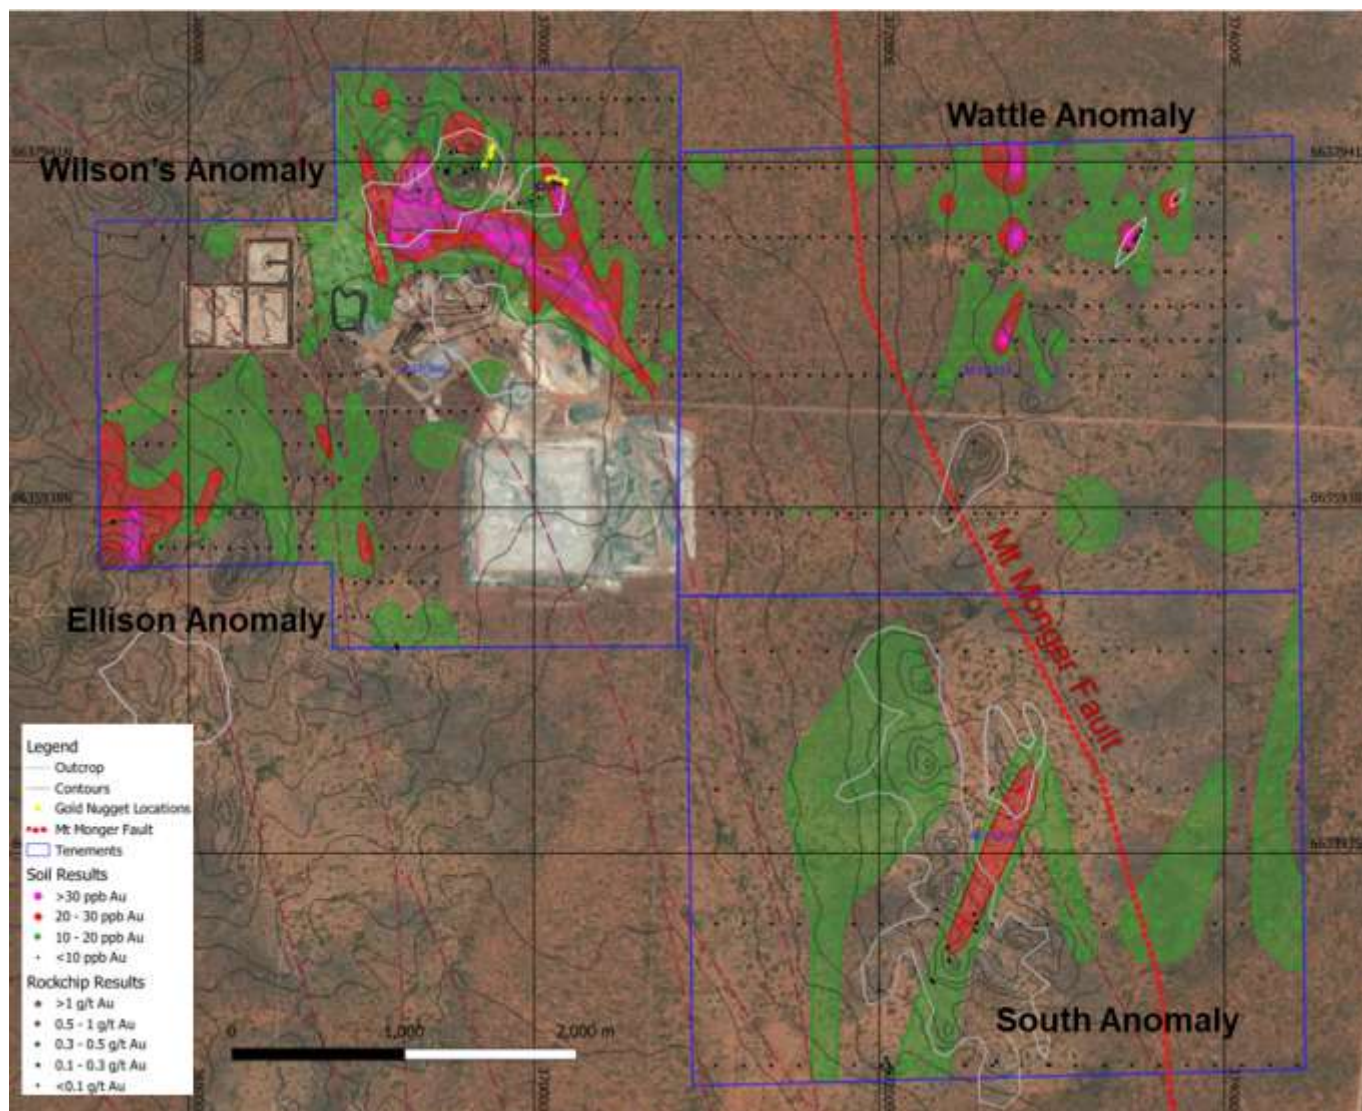 Wattle Anomaly
Wilson's Anomaly
Ellison Anomaly
Mt Monger Fault
South Anomaly
Legend
Outcrop
Contours
Gold Nugget Locations
Mt Monger Fault
Tenements
Soil Results
>30 ppb Au
20 - 30 ppb Au
10 - 20 ppb Au
<10 ppb Au
Rockchip Results
>1 g/t Au
0.5 - 1 g/t Au
0.3 - 0.5 g/t Au
0.1 - 0.3 g/t Au
<0.1 g/t Au
0 1,000 2,000 m